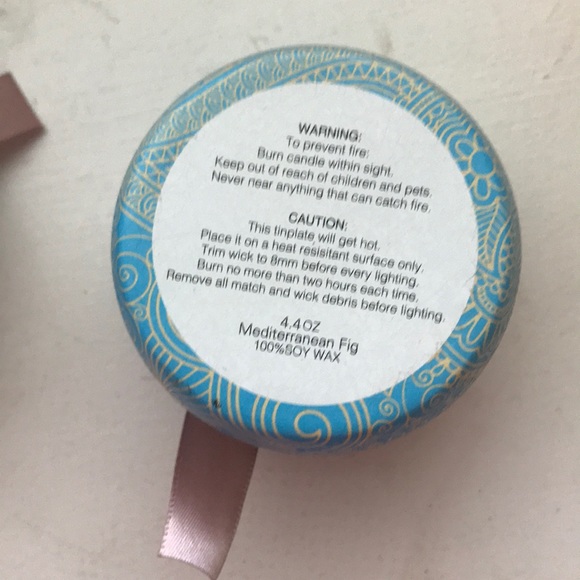 WARNING:
To prevent fire:
Burn candle within sight.
Keep out of reach of children and pets.
Never near anything that can catch fire.
CAUTION:
This tinplate will get hot.
Place it on a heat resisitant surface only.
Trim wick to 8mm before every lighting.
Burn no more than two hours each time.
Remove all match and wick debris before lighting.
4.4OZ
Mediterranean Fig
100%SOY WAX